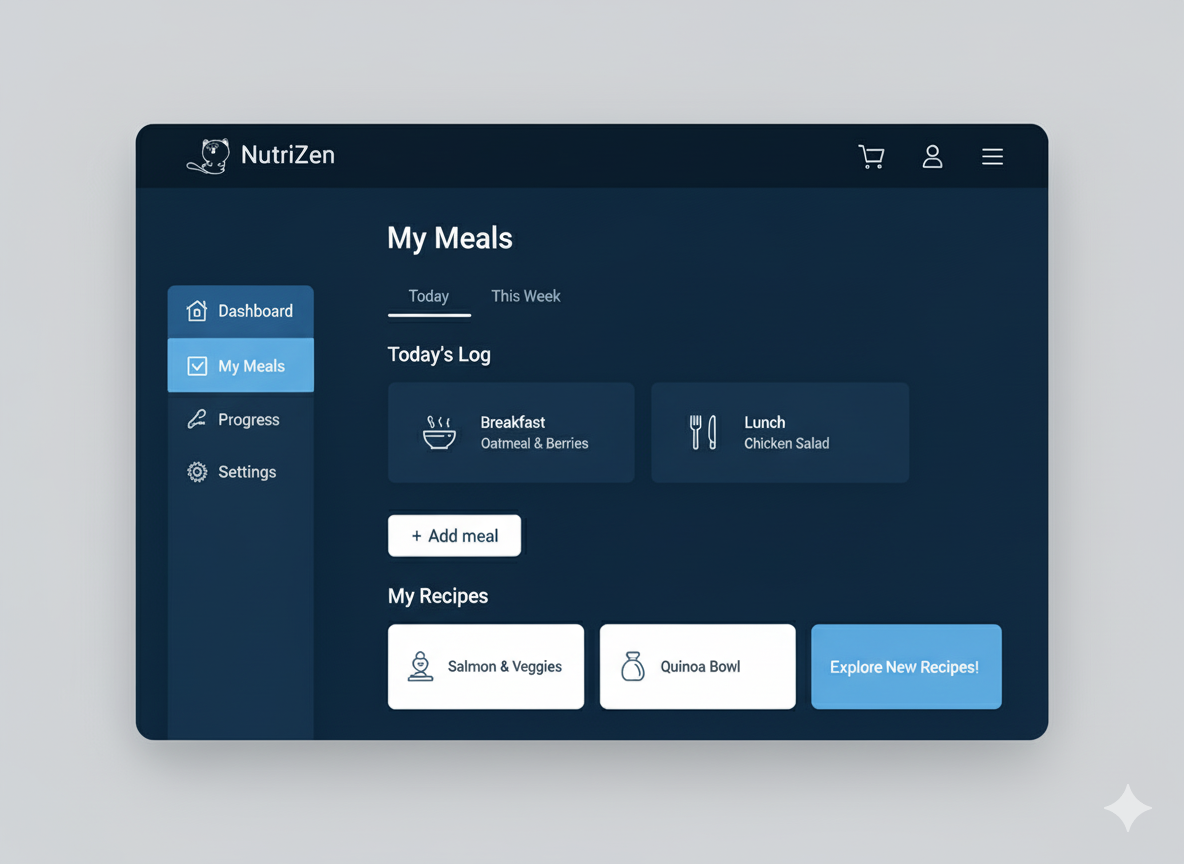 NutriZen
My Meals
Today
This Week
Dashboard
My Meals
Progress
Settings
Today's Log
Breakfast
Oatmeal & Berries
Lunch
Chicken Salad
+ Add meal
My Recipes
Salmon & Veggies
Quinoa Bowl
Explore New Recipes!